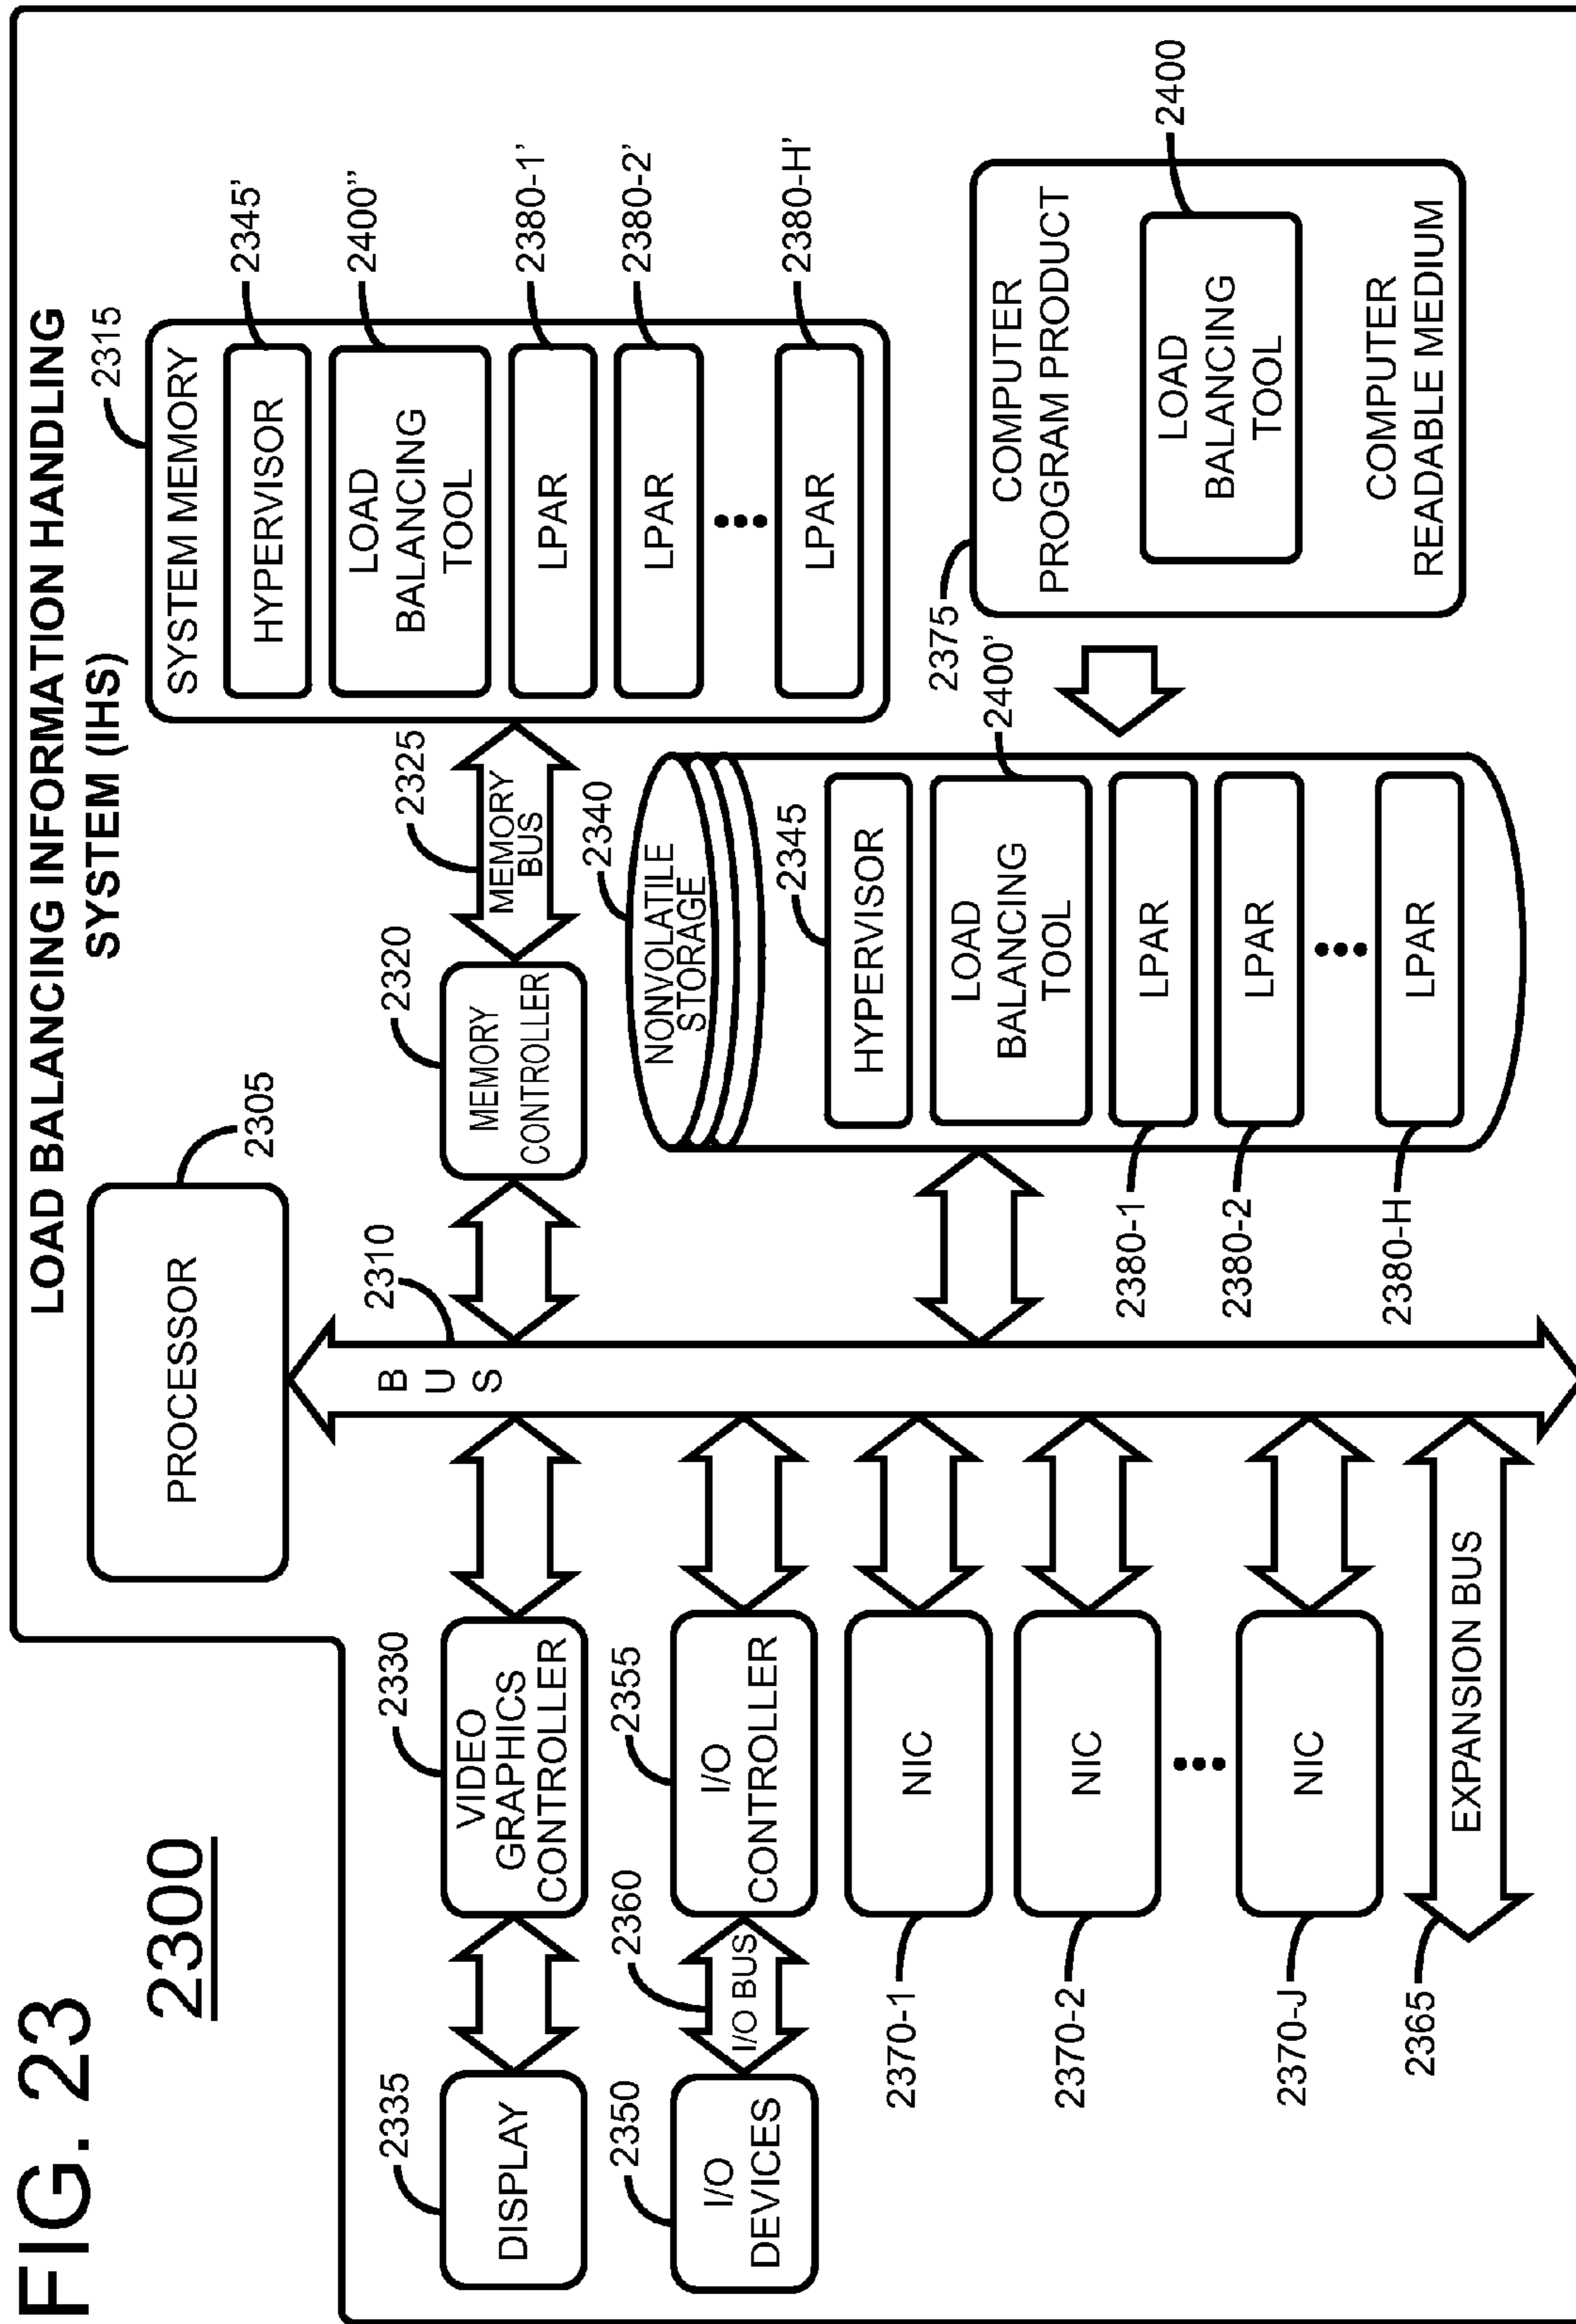 FIG. 23
2300
LOAD BALANCING INFORMATION HANDLING
SYSTEM (IHS)
PROCESSOR
2305
2310
B
U
S
2335
DISPLAY
2330
VIDEO
GRAPHICS
CONTROLLER
2320
MEMORY
CONTROLLER
2325
MEMORY
BUS
2315
SYSTEM MEMORY
HYPERVISOR
2345’
LOAD
BALANCING
TOOL
2400”
LPAR
2380-1’
LPAR
2380-2’
LPAR
2380-H’
2350
I/O
DEVICES
2360
I/O BUS
2355
I/O
CONTROLLER
2340
NONVOLATILE
STORAGE
2345
HYPERVISOR
2400’
LOAD
BALANCING
TOOL
2380-1
LPAR
2380-2
LPAR
2380-H
LPAR
2375
COMPUTER
PROGRAM PRODUCT
2400
LOAD
BALANCING
TOOL
COMPUTER
READABLE MEDIUM
2370-1
NIC
2370-2
NIC
2370-J
NIC
2365
EXPANSION BUS